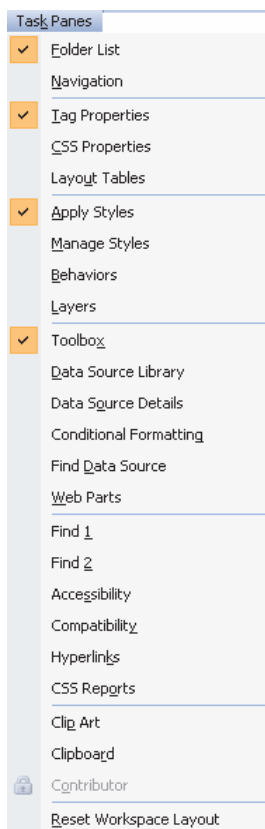 Task Panes
Folder List
Navigation
Tag Properties
CSS Properties
Layout Tables
Apply Styles
Manage Styles
Behaviors
Layers
Toolbox
Data Source Library
Data Source Details
Conditional Formatting
Find Data Source
Web Parts
Find 1
Find 2
Accessibility
Compatibility
Hyperlinks
CSS Reports
Clip Art
Clipboard
Contributor
Reset Workspace Layout